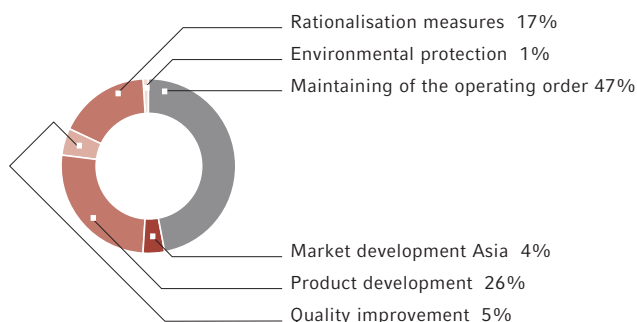 Rationalisation measures 17%
Environmental protection 1%
Maintaining of the operating order 47%
Market development Asia 4%
Product development 26%
Quality improvement 5%